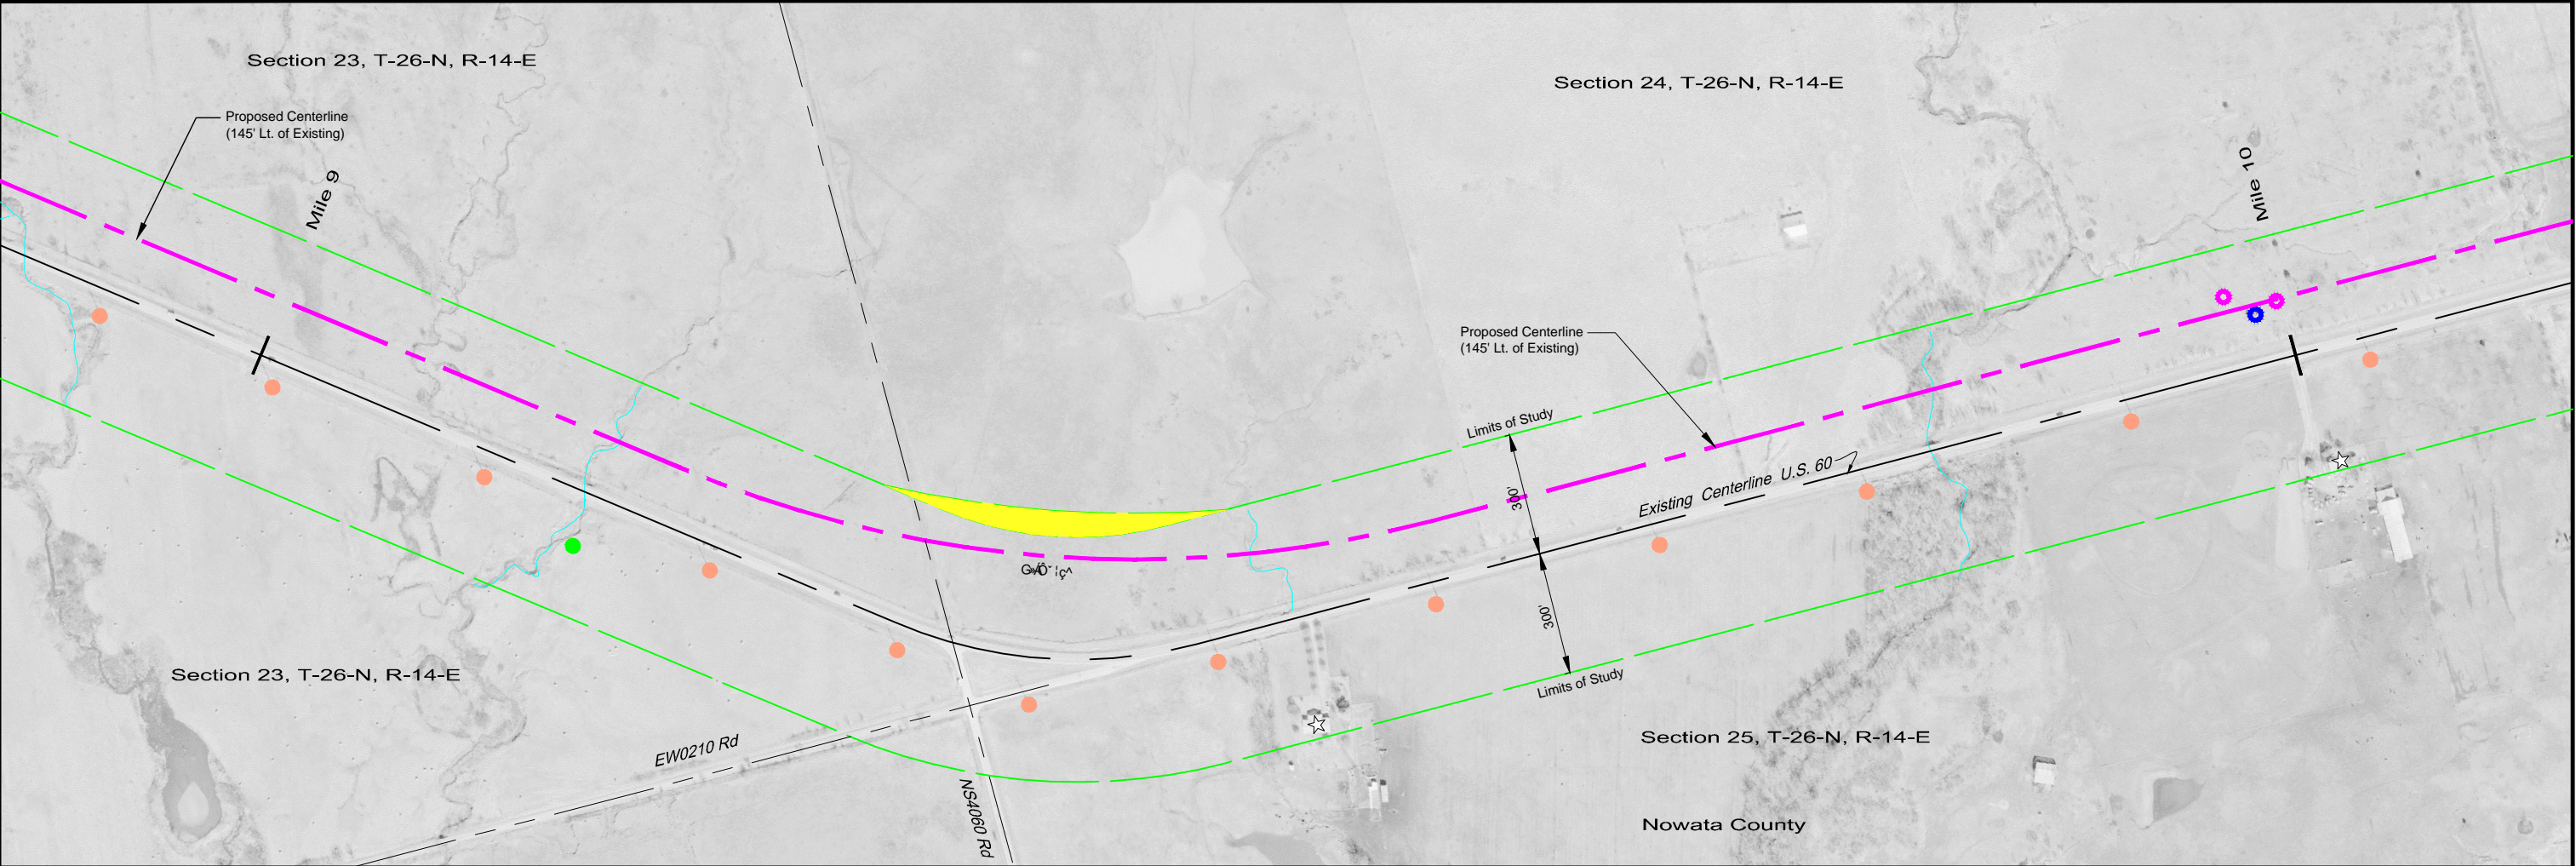 Section 23, T-26-N, R-14-E
Section 24, T-26-N, R-14-E
Proposed Centerline
(145' Lt. of Existing)
Mile 9
Mile 10
Proposed Centerline
(145' Lt. of Existing)
Limits of Study
300'
Existing Centerline U.S. 60
300'
Limits of Study
Section 23, T-26-N, R-14-E
EW0210 Rd
NS4060 Rd
Section 25, T-26-N, R-14-E
Nowata County